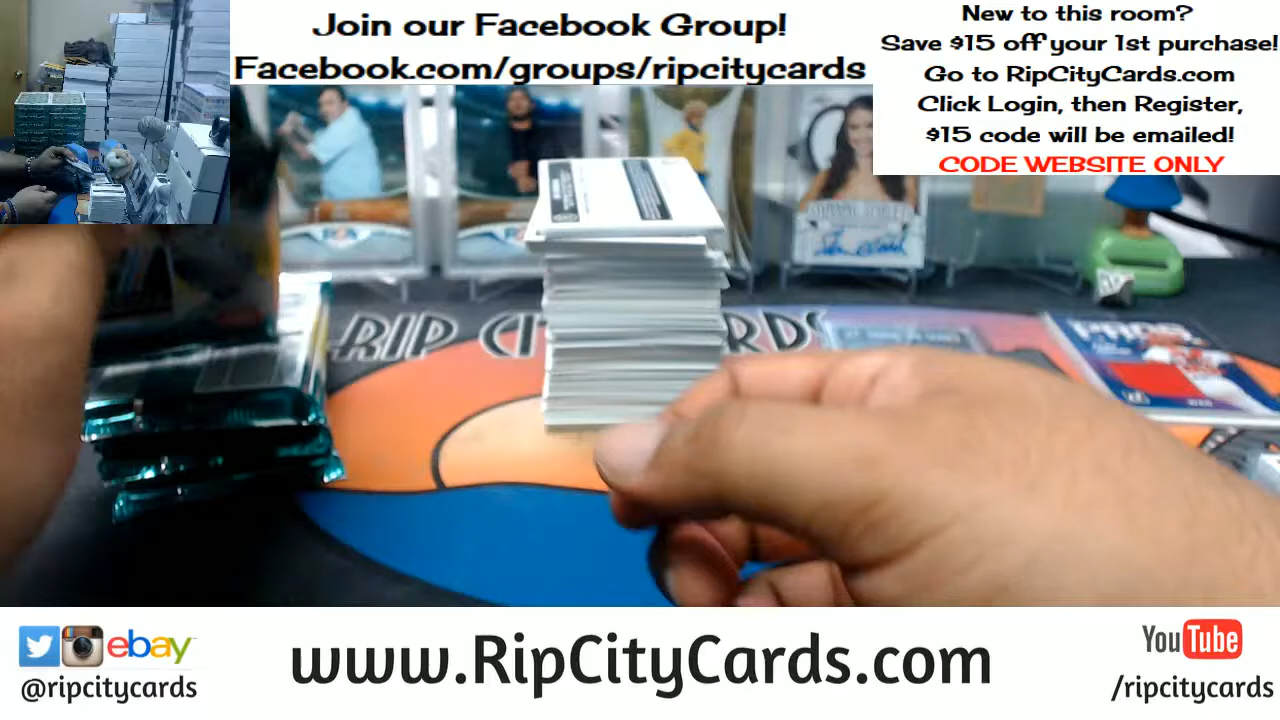 Join our Facebook Group!
Facebook.com/groups/ripcitycards
New to this room?
Save $15 off your 1st purchase!
Go to RipCityCards.com
Click Login, then Register,
$15 code will be emailed!
CODE WEBSITE ONLY
RIP CI RDS
PROS
ebay
@ripcitycards
www.RipCityCards.com
YouTube
/ripcitycards